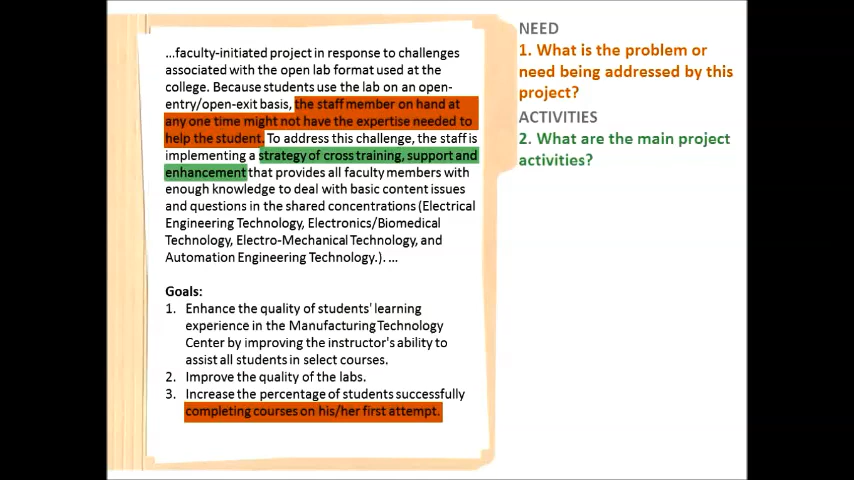 …faculty-initiated project in response to challenges
associated with the open lab format used at the
college. Because students use the lab on an open-
entry/open-exit basis, the staff member on hand at
any one time might not have the expertise needed to
help the student. To address this challenge, the staff is
implementing a strategy of cross training, support and
enhancement that provides all faculty members with
enough knowledge to deal with basic content issues
and questions in the shared concentrations (Electrical
Engineering Technology, Electronics/Biomedical
Technology, Electro-Mechanical Technology, and
Automation Engineering Technology.). …
Goals:
1. Enhance the quality of students' learning
experience in the Manufacturing Technology
Center by improving the instructor's ability to
assist all students in select courses.
2. Improve the quality of the labs.
3. Increase the percentage of students successfully
completing courses on his/her first attempt.
NEED
1. What is the problem or
need being addressed by this
project?
ACTIVITIES
2. What are the main project
activities?